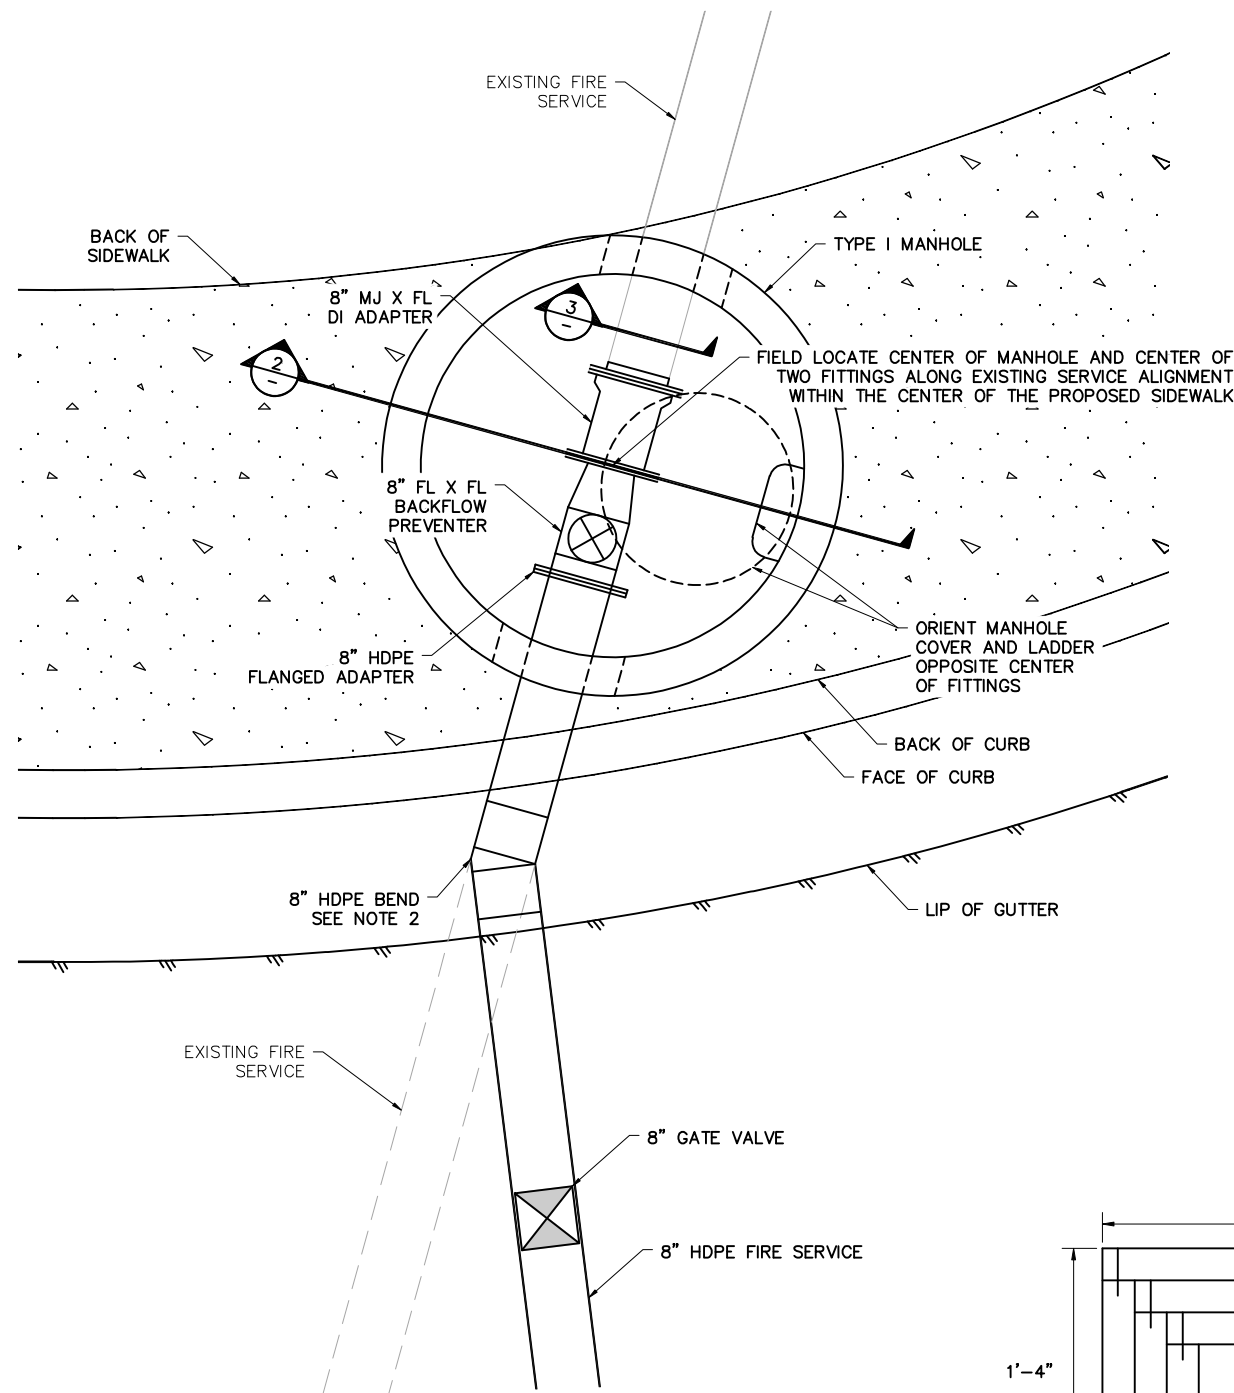 EXISTING FIRE
SERVICE
BACK OF
SIDEWALK
TYPE I MANHOLE
8" MJ X FL
DI ADAPTER
3
-
2
-
FIELD LOCATE CENTER OF MANHOLE AND CENTER OF
TWO FITTINGS ALONG EXISTING SERVICE ALIGNMENT
WITHIN THE CENTER OF THE PROPOSED SIDEWALK
8" FL X FL
BACKFLOW
PREVENTER
8" HDPE
FLANGED ADAPTER
ORIENT MANHOLE
COVER AND LADDER
OPPOSITE CENTER
OF FITTINGS
BACK OF CURB
FACE OF CURB
8" HDPE BEND
SEE NOTE 2
LIP OF GUTTER
EXISTING FIRE
SERVICE
8" GATE VALVE
8" HDPE FIRE SERVICE
1'-4"